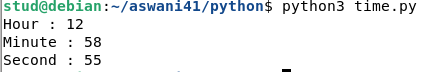 stud@debian:~/aswani41/python$ python3 time.py
Hour : 12
Minute : 58
Second : 55